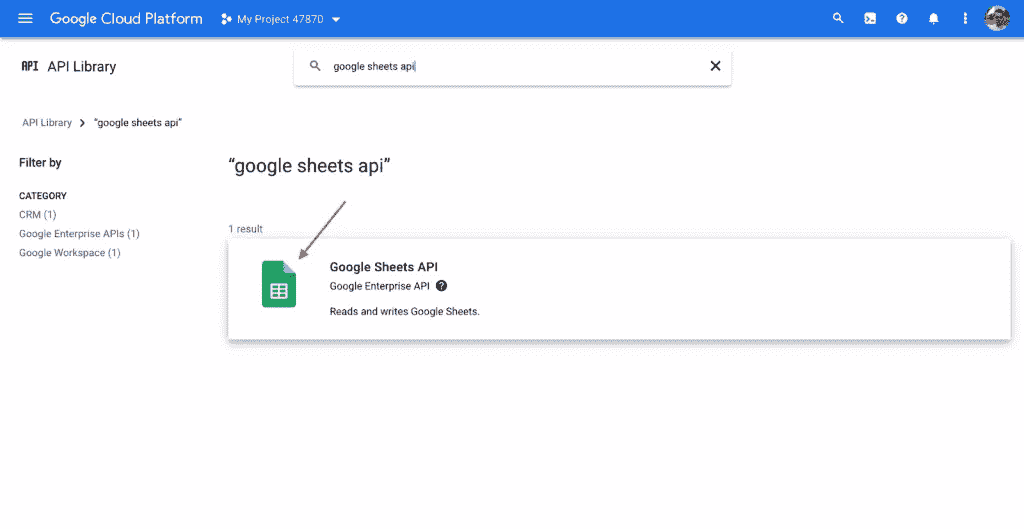 Google Cloud Platform My Project 47870
API API Library
google sheets api
API Library "google sheets api"
Filter by
CATEGORY
CRM (1)
Google Enterprise APIs (1)
Google Workspace (1)
“google sheets api”
1 result
Google Sheets API
Google Enterprise API
Reads and writes Google Sheets.